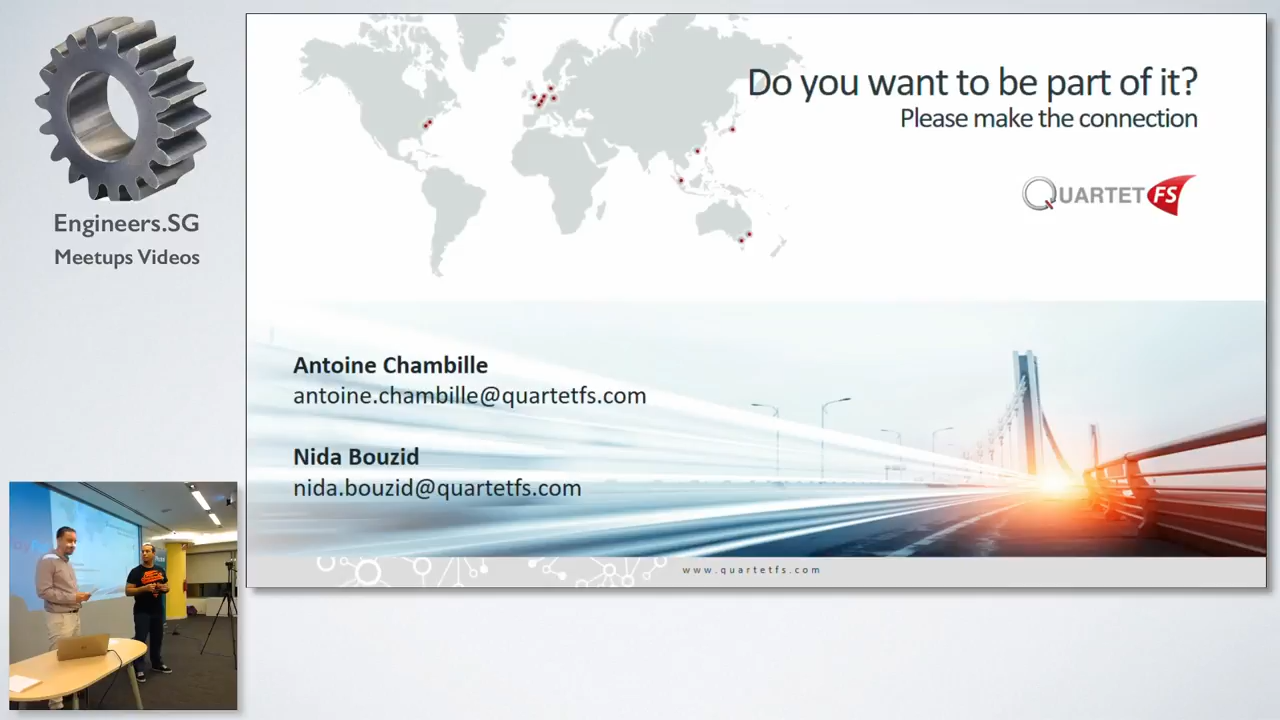 Engineers.SG
Meetups Videos
Do you want to be part of it?
Please make the connection
QUARTET FS
Antoine Chambille
antoine.chambille@quartetfs.com
Nida Bouzid
nida.bouzid@quartetfs.com
www.quartetfs.com